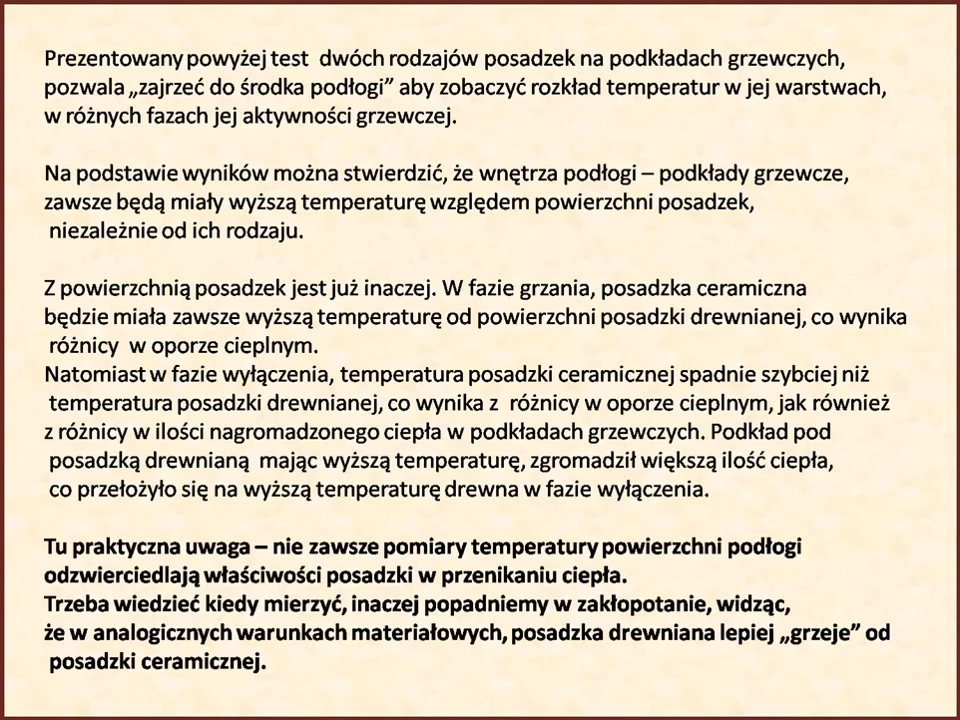 Prezentowany powyżej test dwóch rodzajów posadzek na podkładach grzewczych,
pozwala „zajrzeć do środka podłogi” aby zobaczyć rozkład temperatur w jej warstwach,
w różnych fazach jej aktywności grzewczej.
Na podstawie wyników można stwierdzić, że wnętrza podłogi – podkłady grzewcze,
zawsze będą miały wyższą temperaturę względem powierzchni posadzek,
niezależnie od ich rodzaju.
Z powierzchnią posadzek jest już inaczej. W fazie grzania, posadzka ceramiczna
będzie miała zawsze wyższą temperaturę od powierzchni posadzki drewnianej, co wynika
różnicy w oporze cieplnym.
Natomiast w fazie wyłączenia, temperatura posadzki ceramicznej spadnie szybciej niż
temperatura posadzki drewnianej, co wynika z różnicy w oporze cieplnym, jak również
z różnicy w ilości nagromadzonego ciepła w podkładach grzewczych. Podkład pod
posadzką drewnianą mając wyższą temperaturę, zgromadził większą ilość ciepła,
co przełożyło się na wyższą temperaturę drewna w fazie wyłączenia.
Tu praktyczna uwaga – nie zawsze pomiary temperatury powierzchni podłogi
odzwierciedlają właściwości posadzki w przenikaniu ciepła.
Trzeba wiedzieć kiedy mierzyć, inaczej popadniemy w zakłopotanie, widząc,
że w analogicznych warunkach materiałowych, posadzka drewniana lepiej „grzeje” od
posadzki ceramicznej.